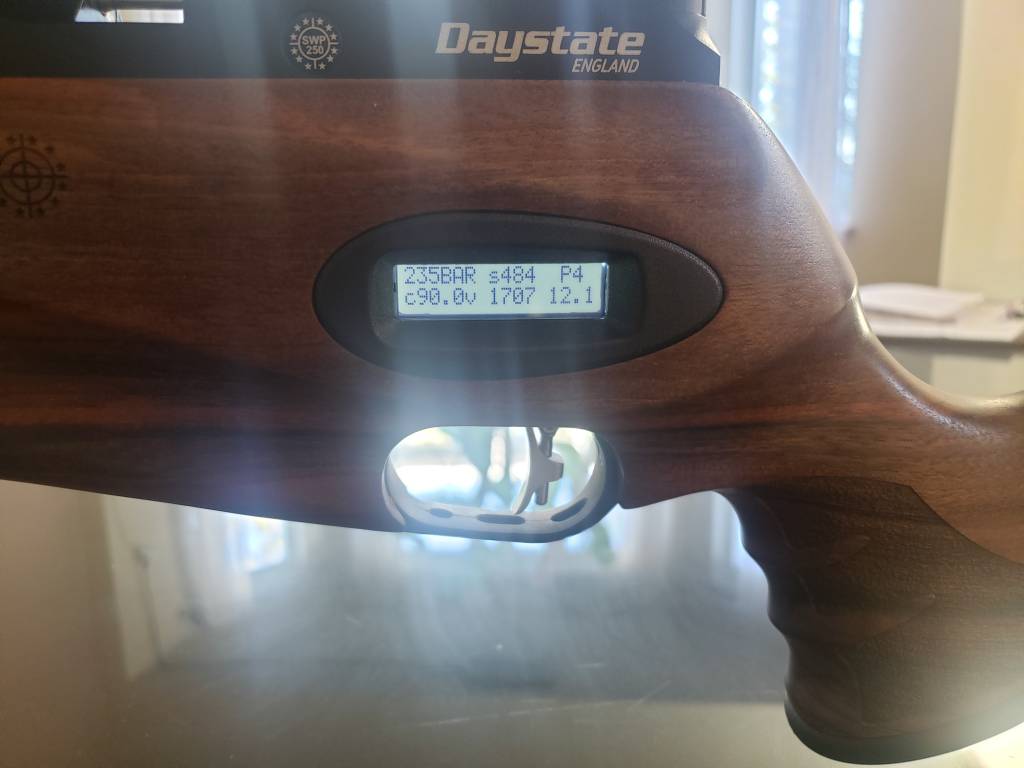 SWP
250
Daystate
ENGLAND
235BAR s484 P4
c90.0v 1707 12.1